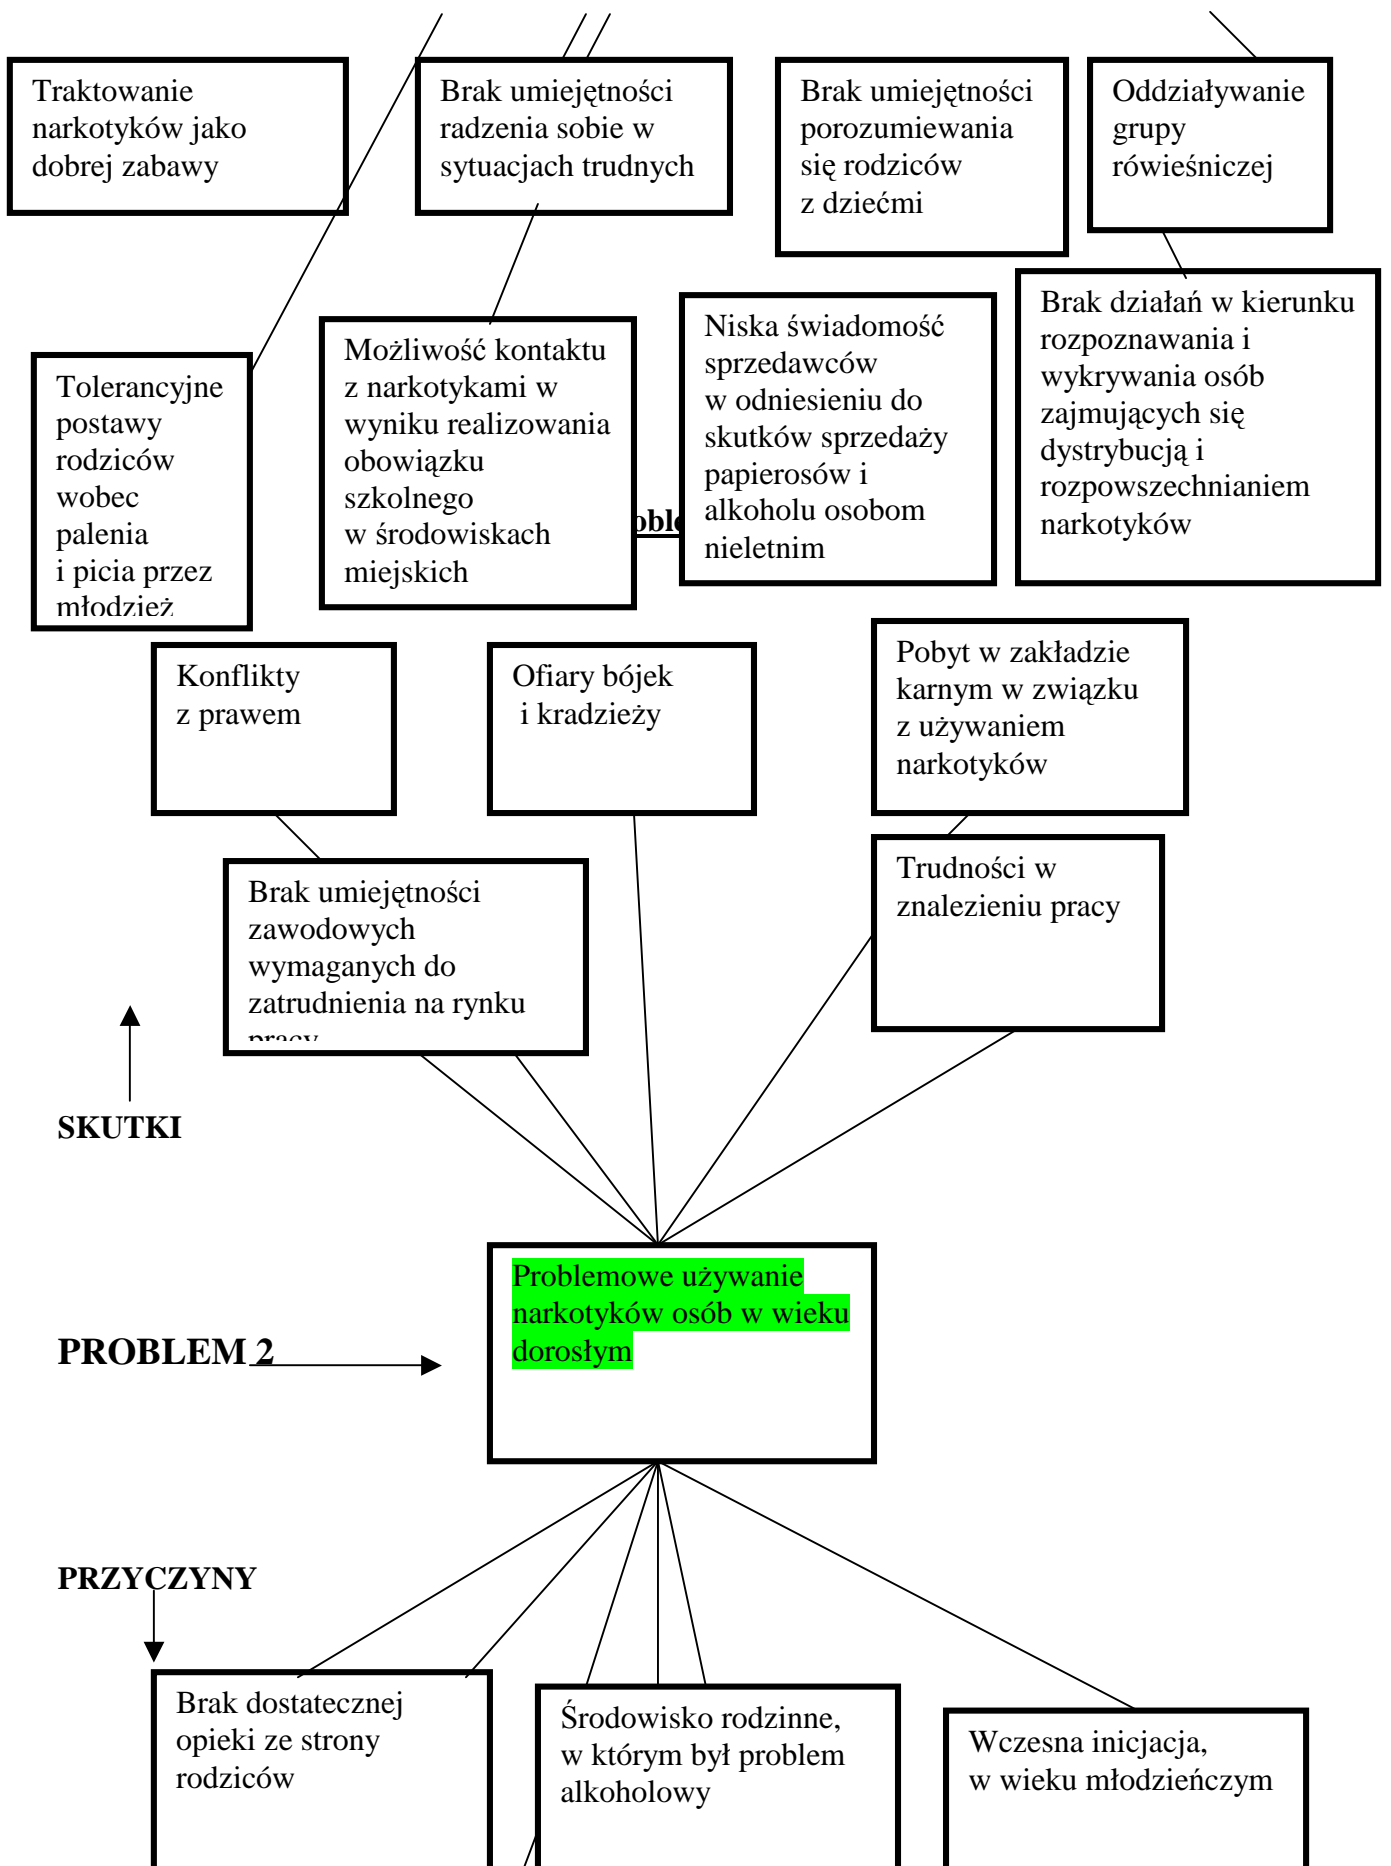 Traktowanie
narkotyków jako
dobrej zabawy
Brak umiejętności
radzenia sobie w
sytuacjach trudnych
Brak umiejętności
porozumiewania
się rodziców
z dziećmi
Oddziaływanie
grupy
rówieśniczej
Tolerancyjne
postawy
rodziców
wobec
palenia
i picia przez
młodzież
Możliwość kontaktu
z narkotykami w
wyniku realizowania
obowiązku
szkolnego
w środowiskach
miejskich
Niska świadomość
sprzedawców
w odniesieniu do
skutków sprzedaży
papierosów i
alkoholu osobom
nieletnim
Brak działań w kierunku
rozpoznawania i
wykrywania osób
zajmujących się
dystrybucją i
rozpowszechnianiem
narkotyków
Konflikty
z prawem
Ofiary bójek
i kradzieży
Pobyt w zakładzie
karnym w związku
z używaniem
narkotyków
Brak umiejętności
zawodowych
wymaganych do
zatrudnienia na rynku
pracy
Trudności w
znalezieniu pracy
SKUTKI
Problemowe używanie
narkotyków osób w wieku
dorosłym
PROBLEM 2
PRZYCZYNY
Brak dostatecznej
opieki ze strony
rodziców
Środowisko rodzinne,
w którym był problem
alkoholowy
Wczesna inicjacja,
w wieku młodzieńczym